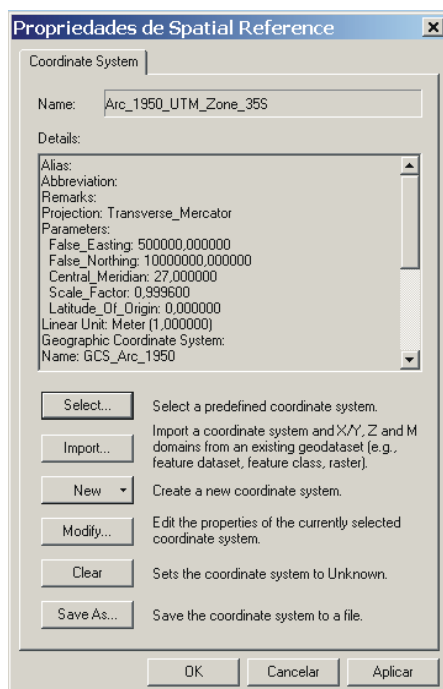 Propriedades de Spatial Reference
Coordinate System
Name: Arc_1950_UTM_Zone_35S
Details:
Alias:
Abbreviation:
Remarks:
Projection: Transverse_Mercator
Parameters:
False_Easting: 500000,000000
False_Northing: 10000000,000000
Central_Meridian: 27,000000
Scale_Factor: 0,999600
Latitude_Of_Origin: 0,000000
Linear Unit: Meter (1,000000)
Geographic Coordinate System:
Name: GCS_Arc_1950
Select... Select a predefined coordinate system.
Import... Import a coordinate system and X/Y, Z and M
domains from an existing geodataset (e.g.,
feature dataset, feature class, raster).
New Create a new coordinate system.
Modify... Edit the properties of the currently selected
coordinate system.
Clear Sets the coordinate system to Unknown.
Save As... Save the coordinate system to a file.
OK Cancelar Aplicar